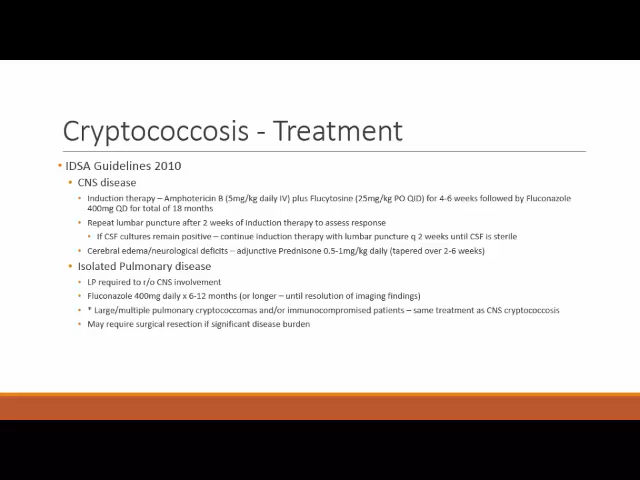 Cryptococcosis - Treatment
• IDSA Guidelines 2010
• CNS disease
• Induction therapy – Amphotericin B (5mg/kg daily IV) plus Flucytosine (25mg/kg PO QID) for 4-6 weeks followed by Fluconazole
400mg QD for total of 18 months
• Repeat lumbar puncture after 2 weeks of induction therapy to assess response
• If CSF cultures remain positive – continue induction therapy with lumbar puncture q 2 weeks until CSF is sterile
• Cerebral edema/neurological deficits – adjunctive Prednisone 0.5-1mg/kg daily (tapered over 2-6 weeks)
• Isolated Pulmonary disease
• LP required to r/o CNS involvement
• Fluconazole 400mg daily x 6-12 months (or longer – until resolution of imaging findings)
• * Large/multiple pulmonary cryptococcomas and/or immunocompromised patients – same treatment as CNS cryptococcosis
• May require surgical resection if significant disease burden